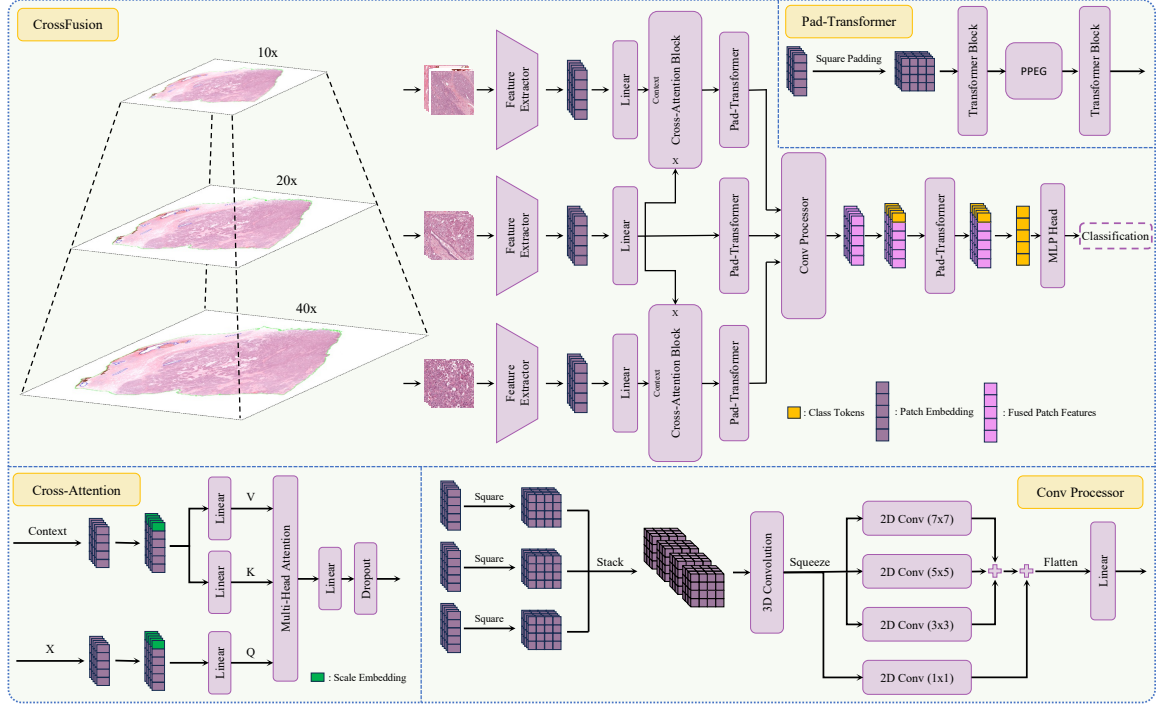 CrossFusion
10x
20x
40x
Feature Extractor
Linear
Context
Cross-Attention Block
X
Pad-Transformer
Feature Extractor
Linear
Pad-Transformer
Feature Extractor
Linear
Context
Cross-Attention Block
X
Pad-Transformer
Conv Processor
Pad-Transformer
MLP Head
Classification
: Class Tokens
: Patch Embedding
: Fused Patch Features
Pad-Transformer
Square Padding
Transformer Block
PPEG
Transformer Block
Cross-Attention
Context
Linear
V
Linear
K
X
Linear
Q
Multi-Head Attention
Linear
Dropout
: Scale Embedding
Conv Processor
Square
Square
Square
Stack
3D Convolution
Squeeze
2D Conv (7x7)
2D Conv (5x5)
2D Conv (3x3)
2D Conv (1x1)
Flatten
Linear